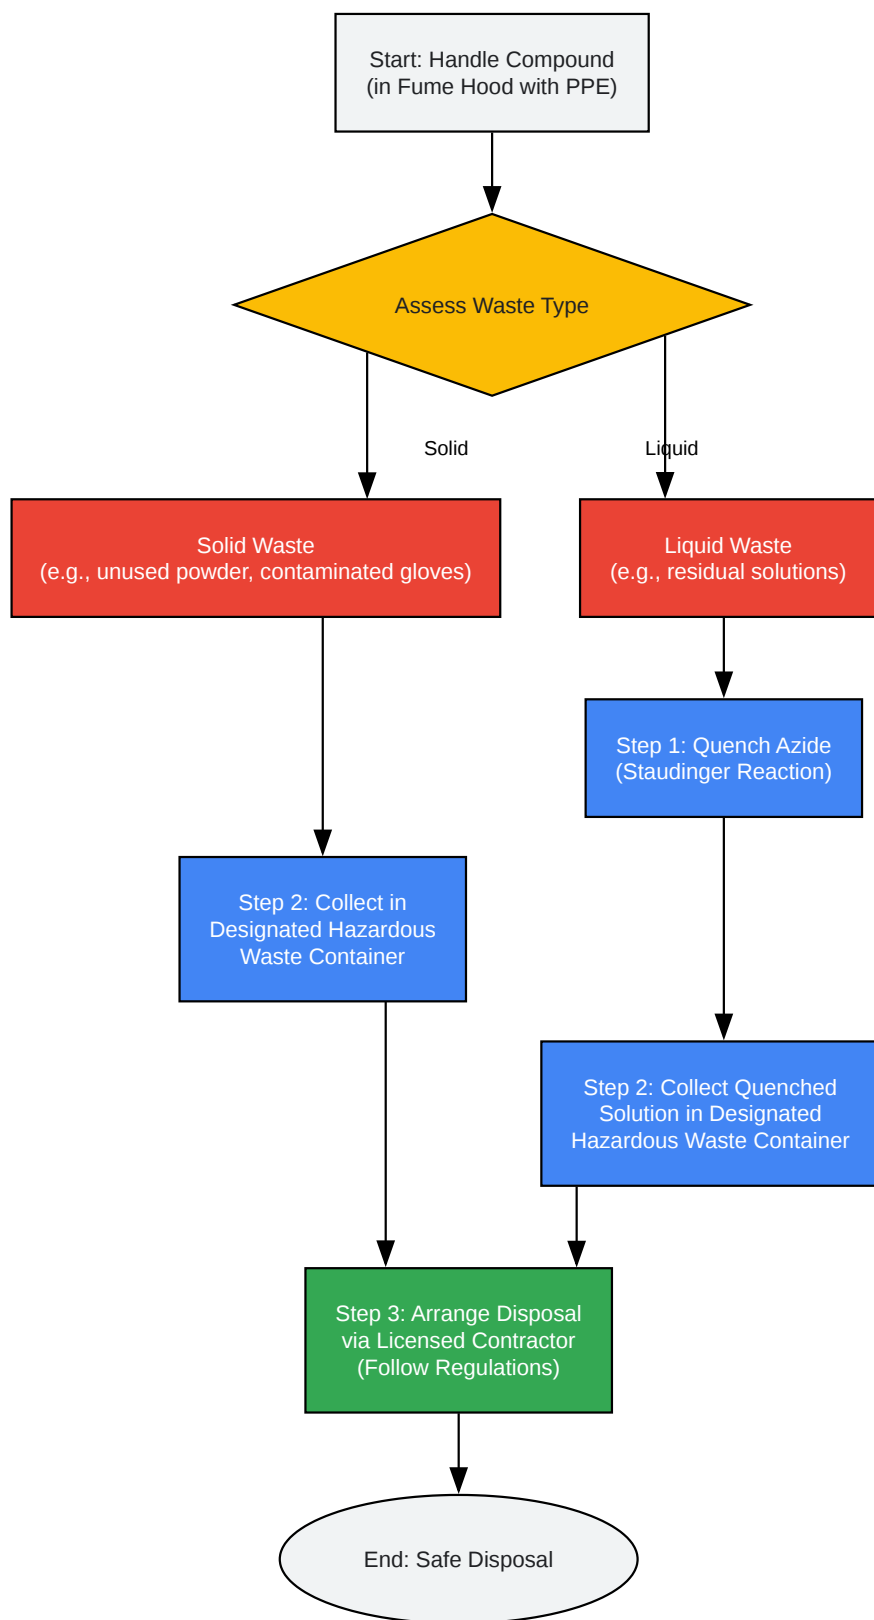 Start: Handle Compound
(in Fume Hood with PPE)
Assess Waste Type
Solid
Liquid
Solid Waste
(e.g., unused powder, contaminated gloves)
Liquid Waste
(e.g., residual solutions)
Step 1: Quench Azide
(Staudinger Reaction)
Step 2: Collect in
Designated Hazardous
Waste Container
Step 2: Collect Quenched
Solution in Designated
Hazardous Waste Container
Step 3: Arrange Disposal
via Licensed Contractor
(Follow Regulations)
End: Safe Disposal